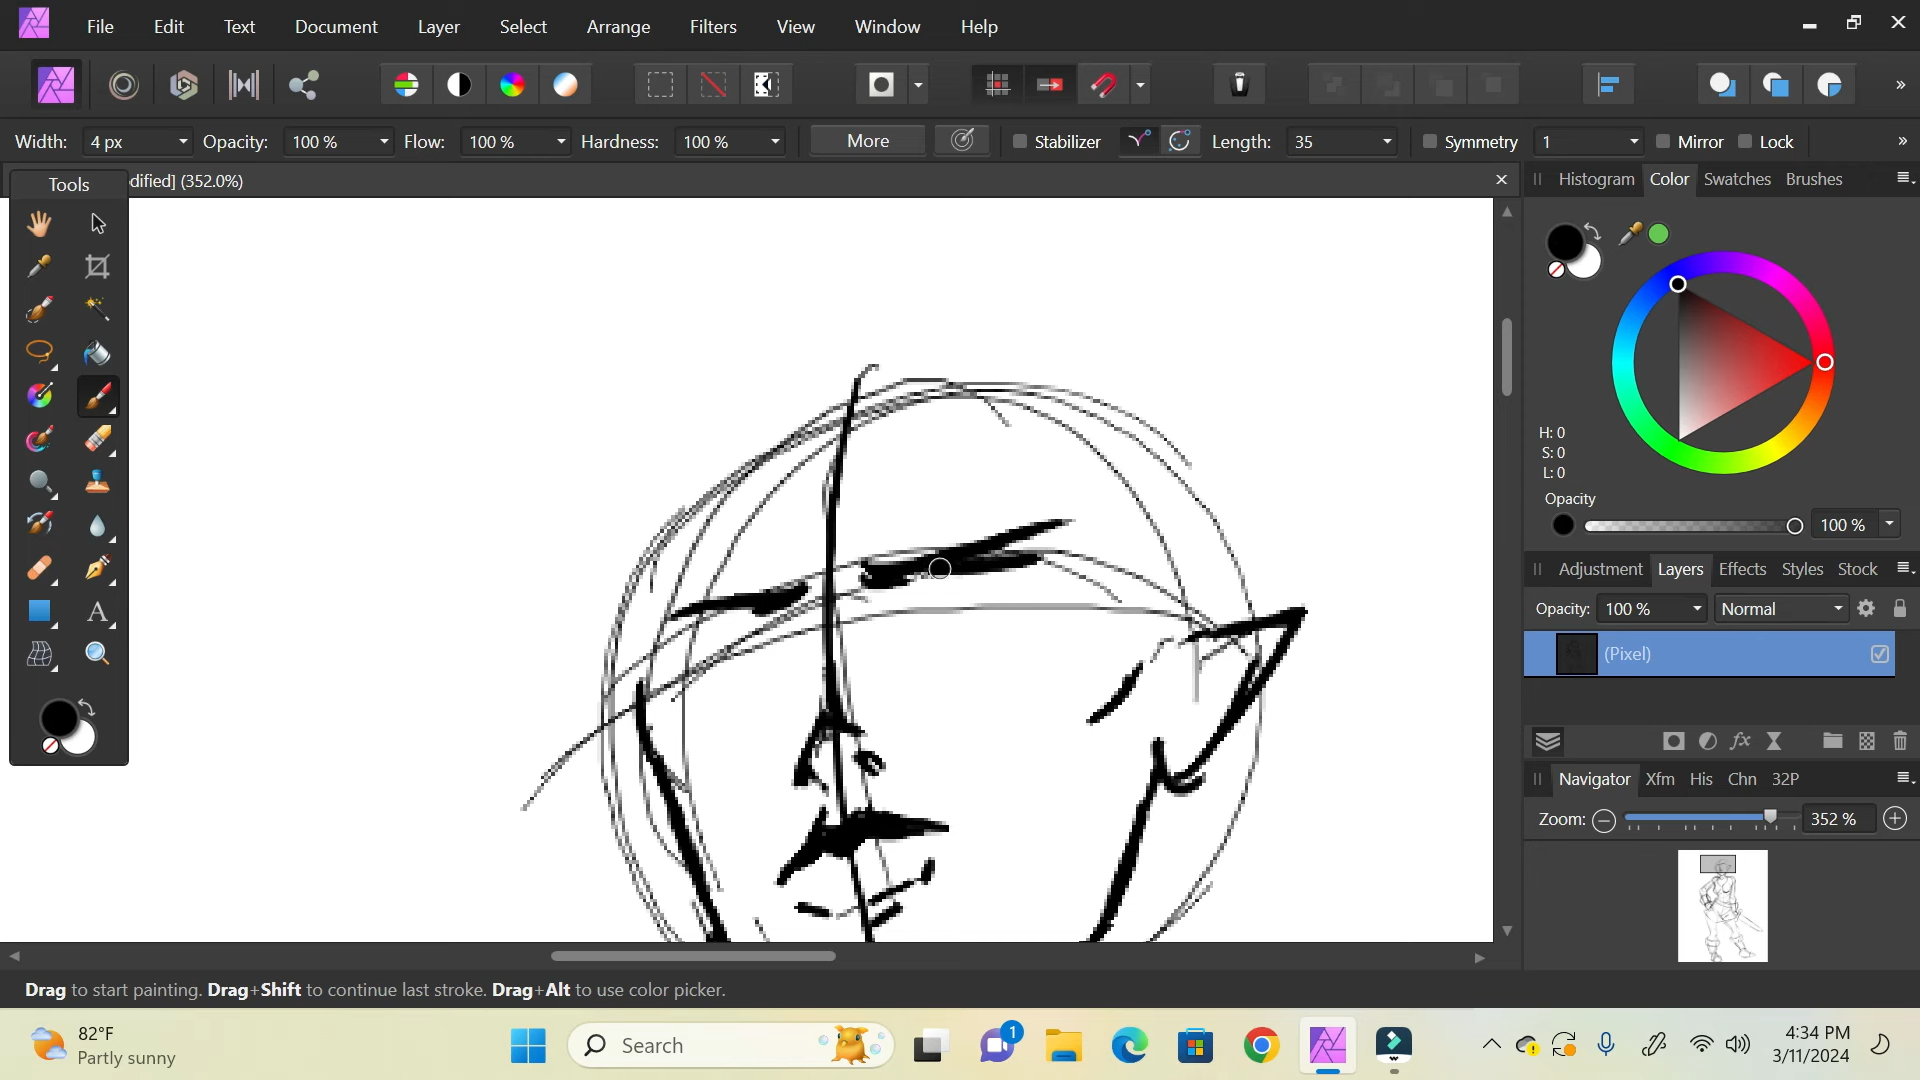 File Edit Text Document Layer Select Arrange Filters View Window Help
Width: 4 px Opacity: 100 % Flow: 100 % Hardness: 100 % More Stabilizer Length: 35 Symmetry 1 Mirror Lock
Tools
dified] (352.0%)
Histogram Color Swatches Brushes
H: 0
S: 0
L: 0
Opacity
100 %
Adjustment Layers Effects Styles Stock
Opacity: 100 % Normal
(Pixel)
Navigator Xfm His Chn 32P
Zoom: 352 %
Drag to start painting. Drag+Shift to continue last stroke. Drag+Alt to use color picker.
82°F
Partly sunny
Search
1
4:34 PM
3/11/2024